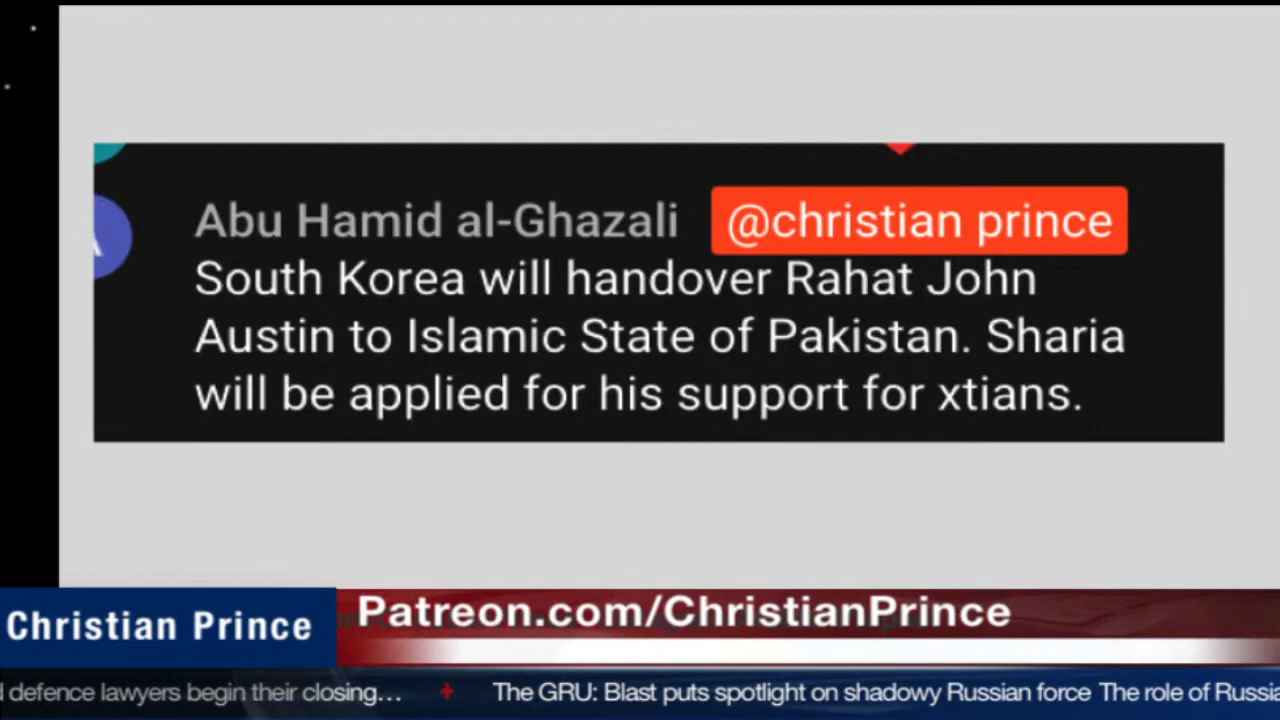 Abu Hamid al-Ghazali @christian prince
South Korea will handover Rahat John
Austin to Islamic State of Pakistan. Sharia
will be applied for his support for xtians.
Patreon.com/ChristianPrince
Christian Prince
defence lawyers begin their closing... The GRU: Blast puts spotlight on shadowy Russian force The role of